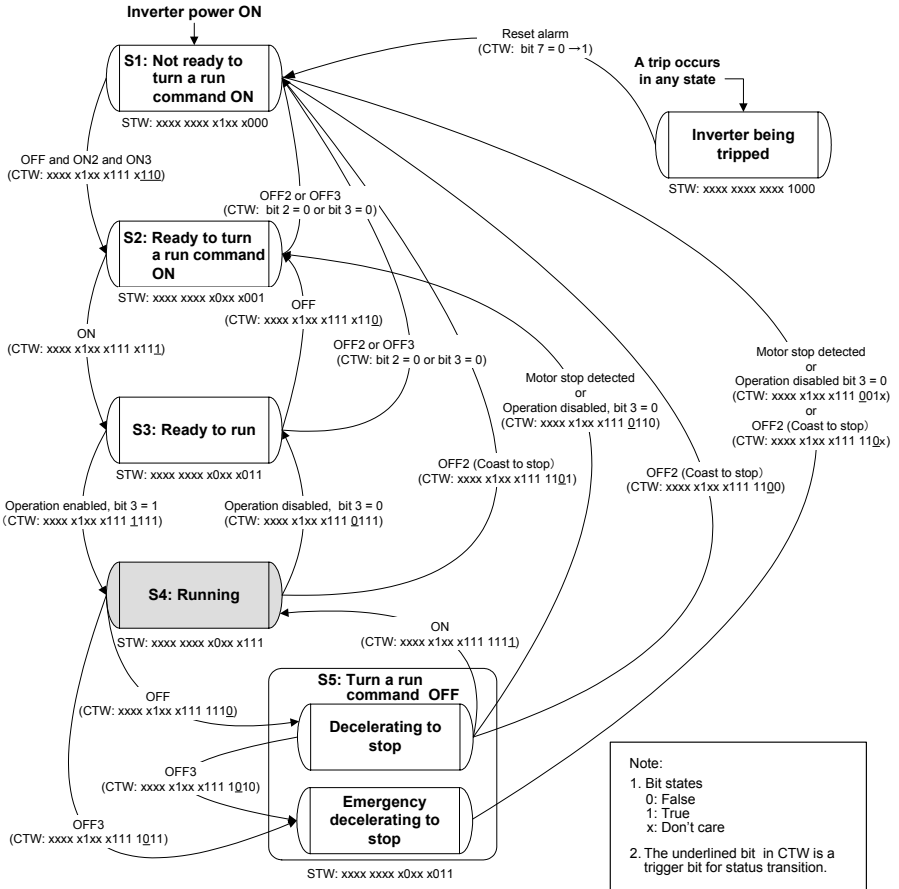 Inverter power ON
S1: Not ready to
turn a run
command ON
STW: xxxx xxxx x1xx x000
Reset alarm
(CTW: bit 7 = 0 →1)
A trip occurs
in any state
Inverter being
tripped
STW: xxxx xxxx xxxx 1000
OFF and ON2 and ON3
(CTW: xxxx x1xx x111 x110)
OFF2 or OFF3
(CTW: bit 2 = 0 or bit 3 = 0)
S2: Ready to turn
a run command
ON
STW: xxxx xxxx x0xx x001
OFF
(CTW: xxxx x1xx x111 x110)
ON
(CTW: xxxx x1xx x111 x111)
OFF2 or OFF3
(CTW: bit 2 = 0 or bit 3 = 0)
Motor stop detected
or
Operation disabled, bit 3 = 0
(CTW: xxxx x1xx x111 0110)
Motor stop detected
or
Operation disabled bit 3 = 0
(CTW: xxxx x1xx x111 001x)
or
OFF2 (Coast to stop)
(CTW: xxxx x1xx x111 110x)
S3: Ready to run
STW: xxxx xxxx x0xx x011
OFF2 (Coast to stop)
(CTW: xxxx x1xx x111 1101)
OFF2 (Coast to stop)
(CTW: xxxx x1xx x111 1100)
Operation enabled, bit 3 = 1
(CTW: xxxx x1xx x111 1111)
Operation disabled, bit 3 = 0
(CTW: xxxx x1xx x111 0111)
S4: Running
STW: xxxx xxxx x0xx x111
ON
(CTW: xxxx x1xx x111 1111)
S5: Turn a run
command OFF
OFF
(CTW: xxxx x1xx x111 1110)
Decelerating to
stop
OFF3
(CTW: xxxx x1xx x111 1010)
Emergency
decelerating to
stop
OFF3
(CTW: xxxx x1xx x111 1011)
STW: xxxx xxxx x0xx x011
Note:
1. Bit states
0: False
1: True
x: Don't care
2. The underlined bit in CTW is a
trigger bit for status transition.